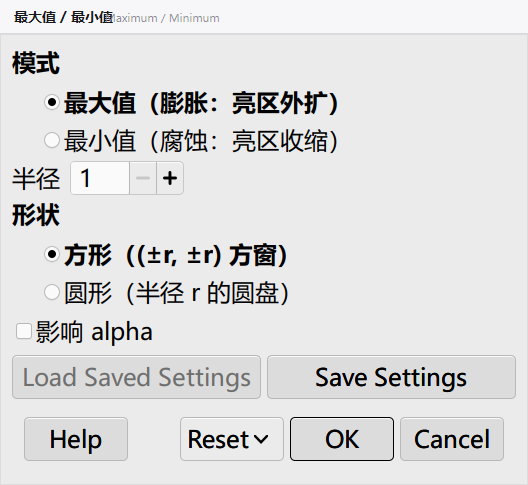 最大值 / 最小值 Maximum / Minimum
模式
最大值（膨胀：亮区外扩）
最小值（腐蚀：亮区收缩）
半径 1 − +
形状
方形（(±r, ±r) 方窗）
圆形（半径 r 的圆盘）
影响 alpha
Load Saved Settings Save Settings
Help Reset OK Cancel